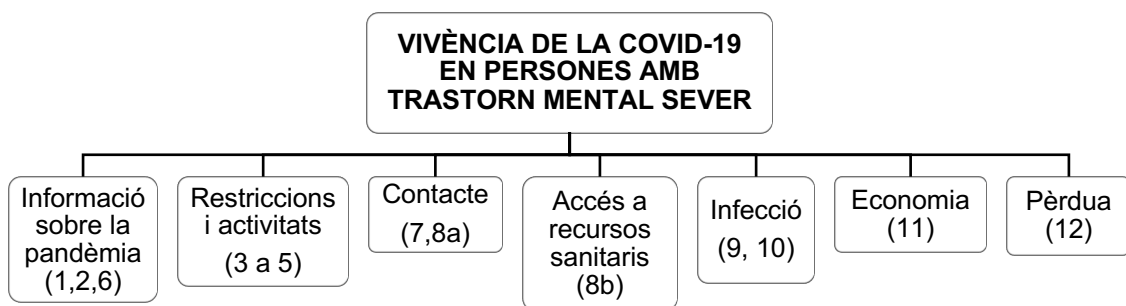 VIVÈNCIA DE LA COVID-19
EN PERSONES AMB
TRASTORN MENTAL SEVER
Informació
sobre la
pandèmia
(1,2,6)
Restriccions
i activitats
(3 a 5)
Contacte
(7,8a)
Accés a
recursos
sanitaris
(8b)
Infecció
(9, 10)
Economia
(11)
Pèrdua
(12)